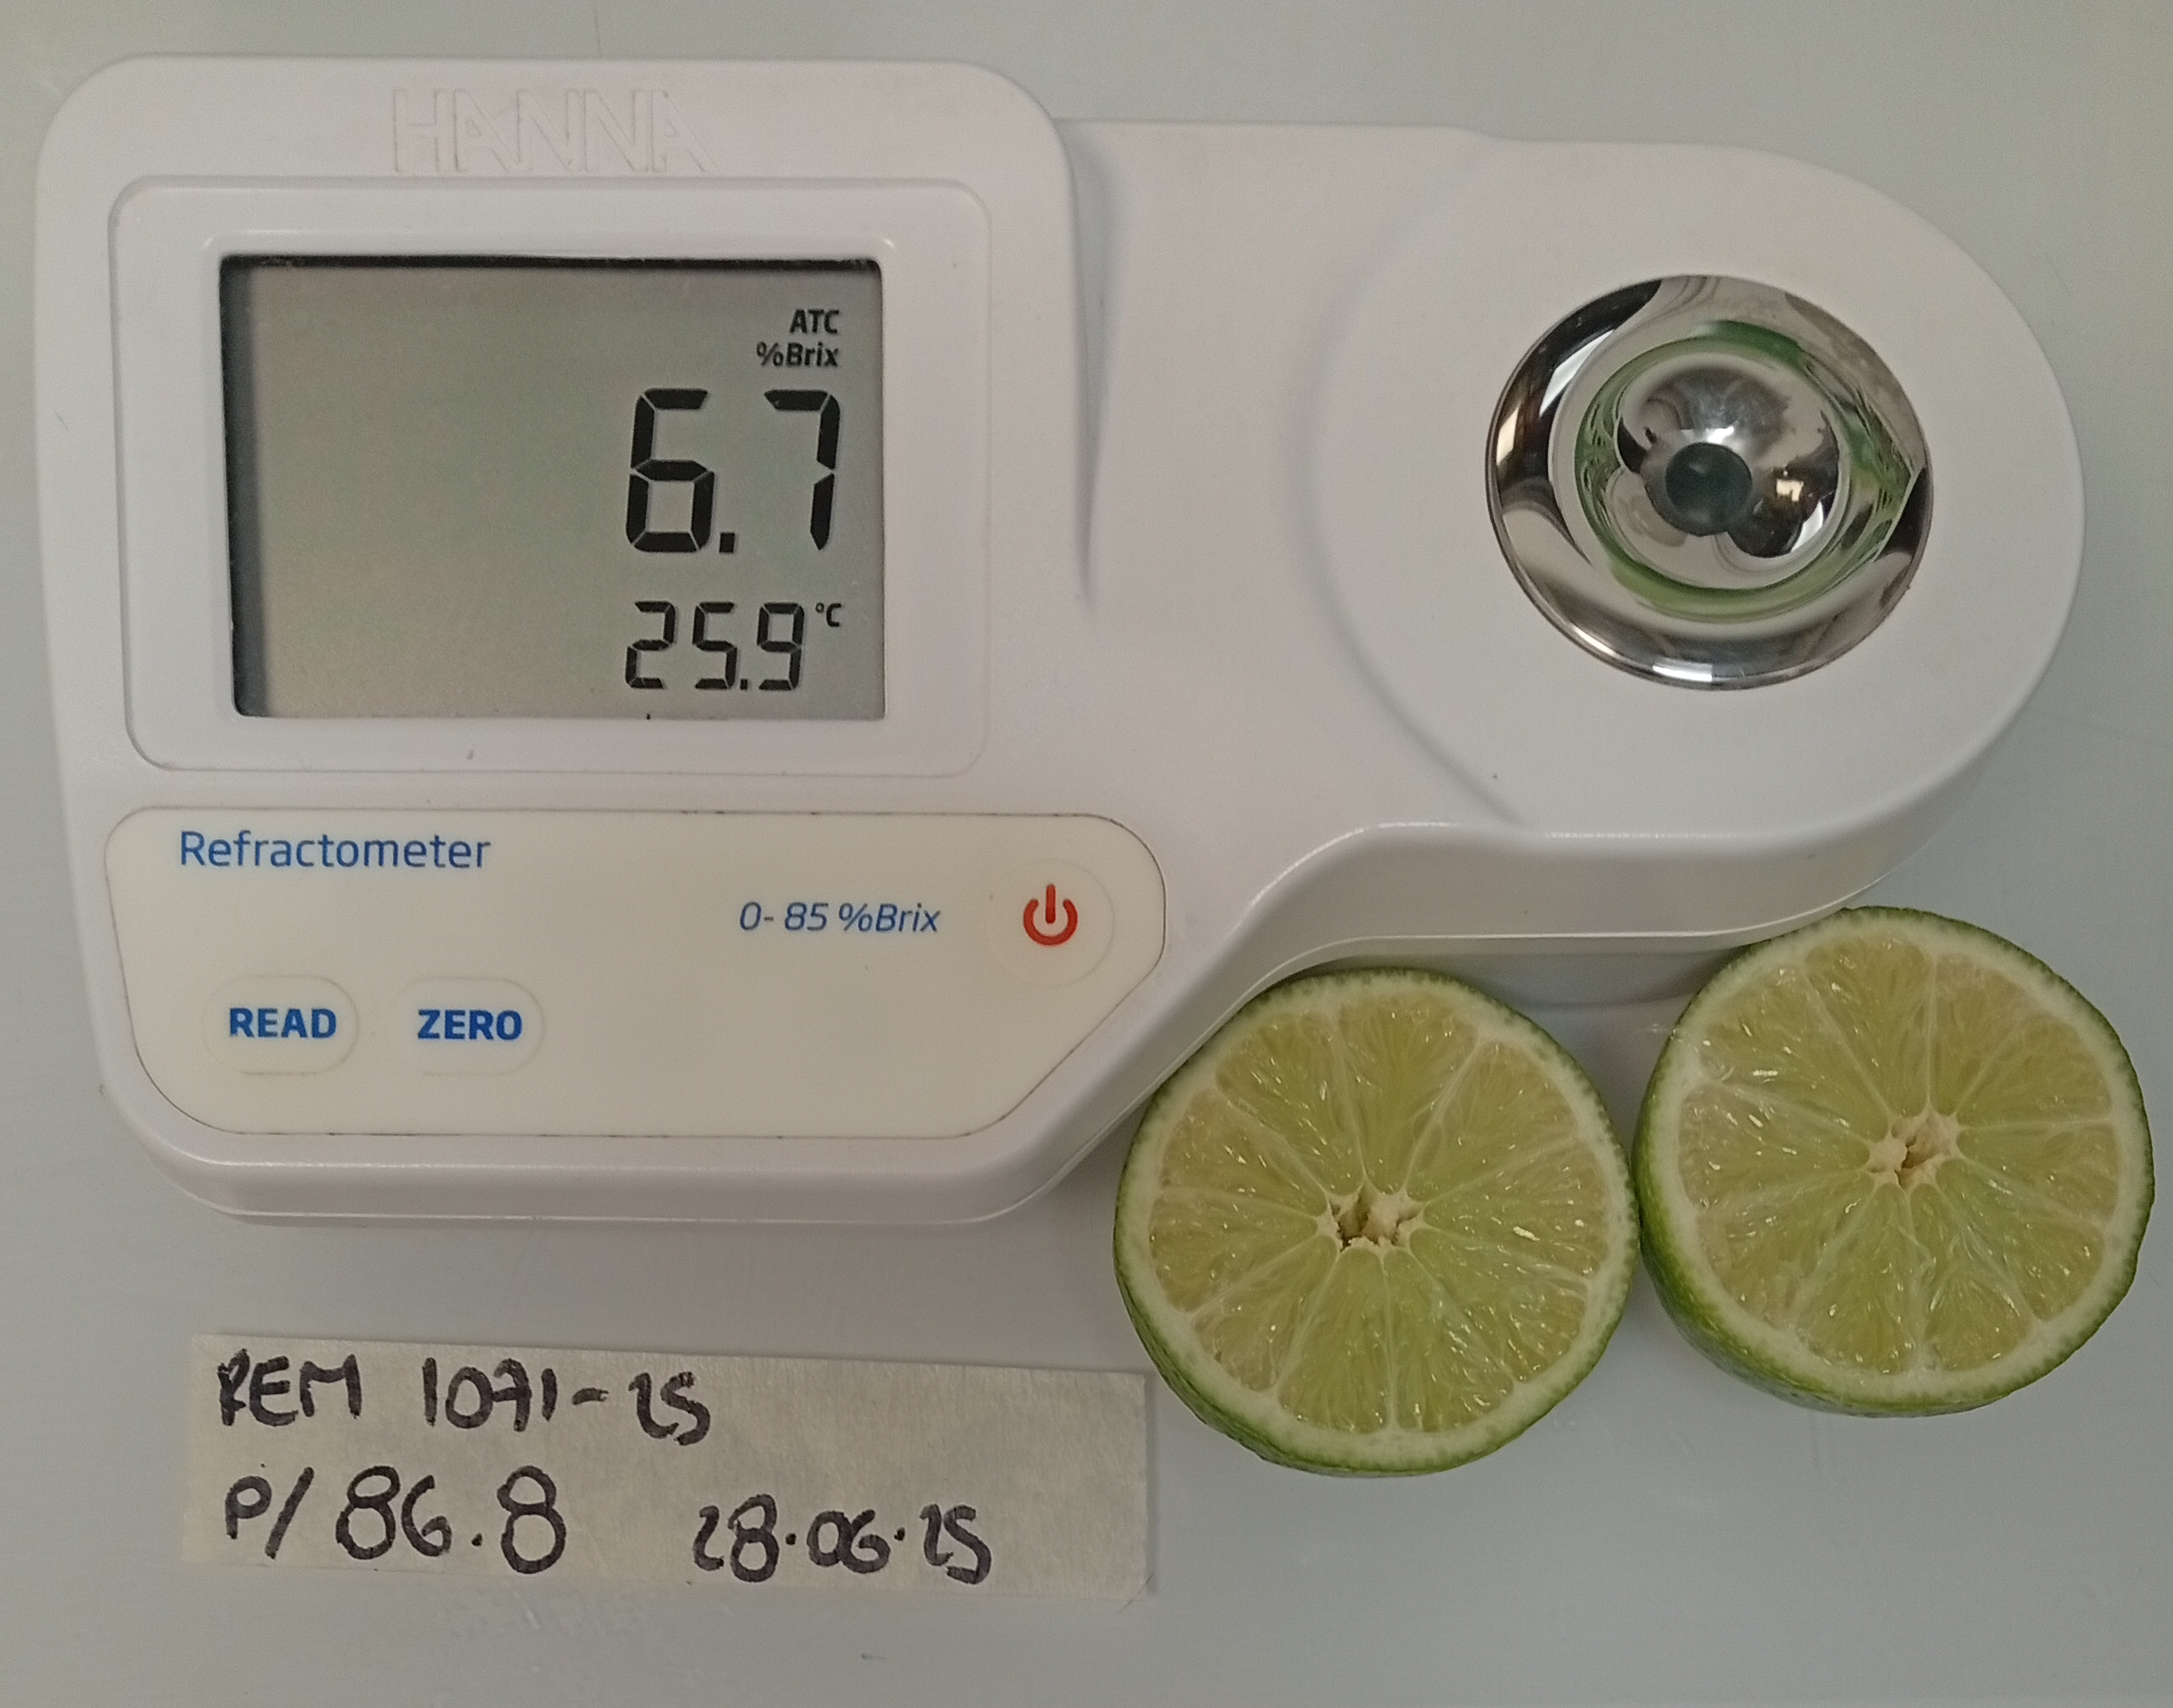 HANNA
ATC
%Brix
6.7
25.9 °C
Refractometer
0-85 %Brix
READ ZERO
REM 1071-25
P/86.8 28.06.25